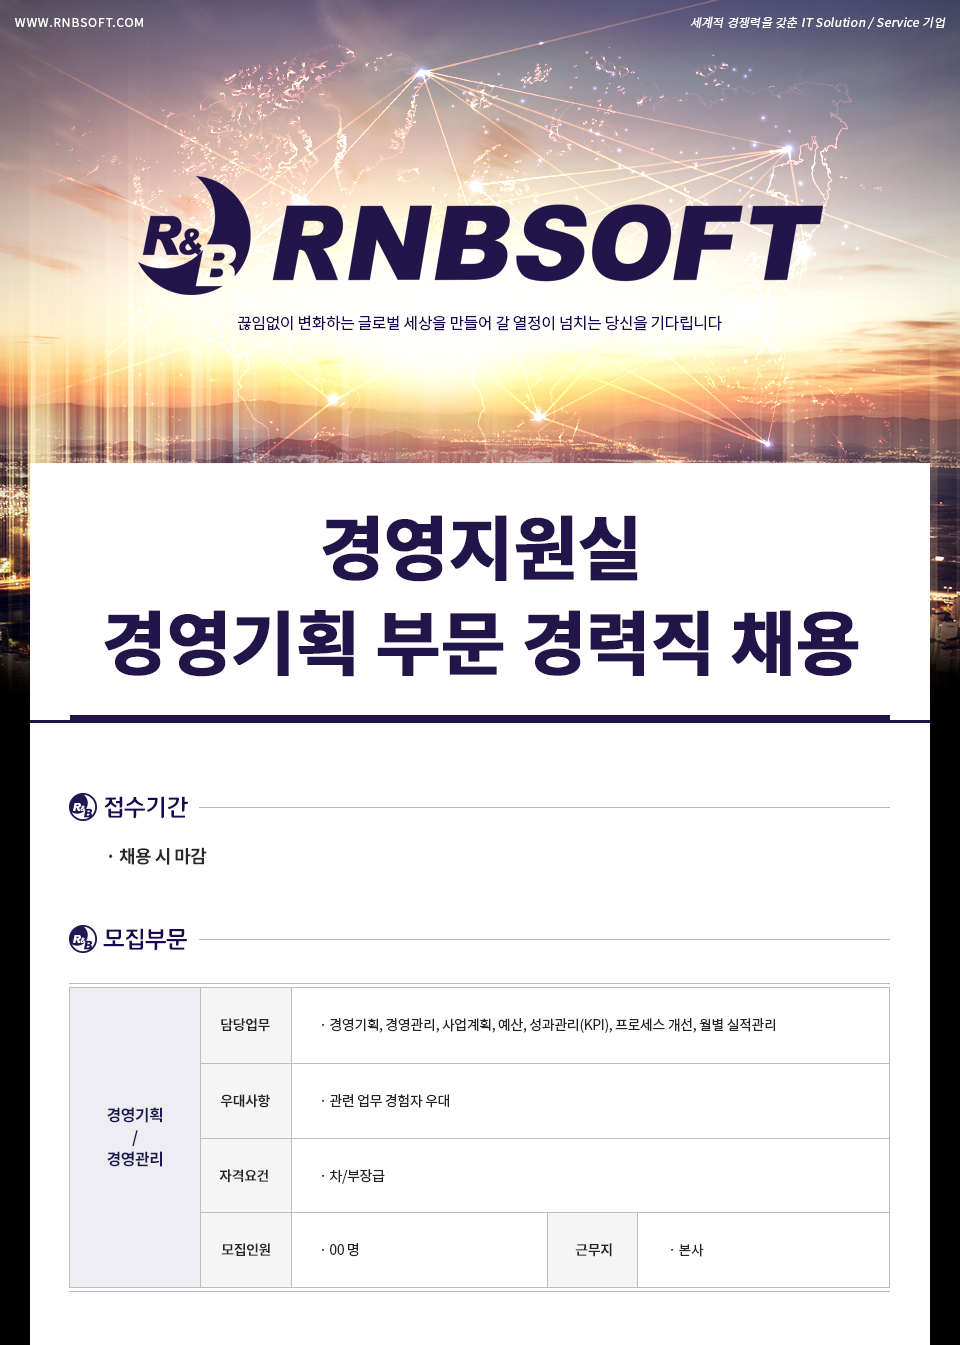 WWW.RNBSOFT.COM
세계적 경쟁력을 갖춘 IT Solution / Service 기업
R&B RNBSOFT
끊임없이 변화하는 글로벌 세상을 만들어 갈 열정이 넘치는 당신을 기다립니다
경영지원실
경영기획 부문 경력직 채용
R&B 접수기간
· 채용 시 마감
R&B 모집부문
경영기획
/
경영관리
담당업무 · 경영기획, 경영관리, 사업계획, 예산, 성과관리(KPI), 프로세스 개선, 월별 실적관리
우대사항 · 관련 업무 경험자 우대
자격요건 · 차/부장급
모집인원 · 00 명 근무지 · 본사